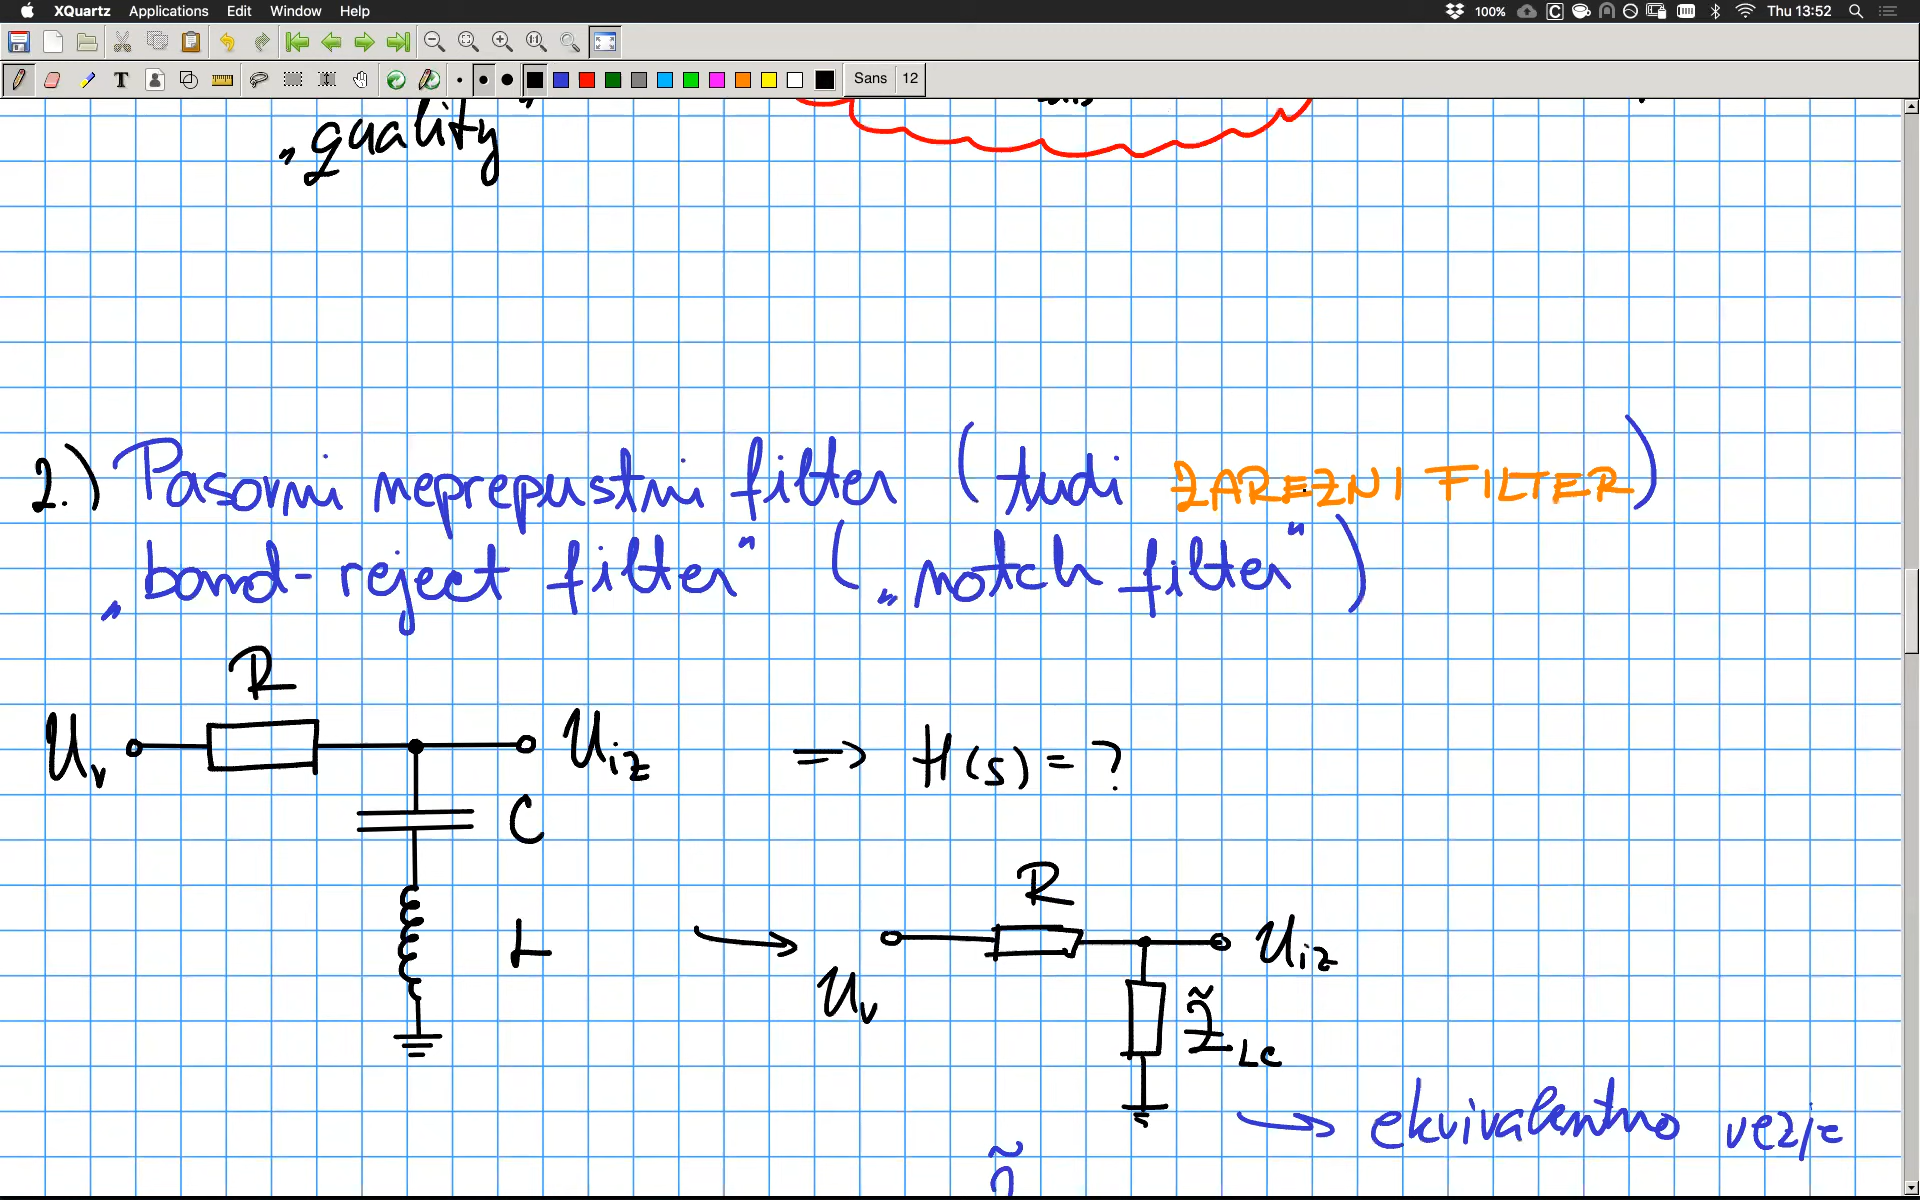 XQuartz Applications Edit Window Help 100% Thu 13:52
Sans 12
„quality"
2.) Pasovni neprepustni filter (tudi ZAREZNI FILTER)
„band-reject filter" („notch filter")
R
Uv Uiz => H(s) = ?
C
R
L
Uv Uiz
Z̃LC
ekvivalentno vezje